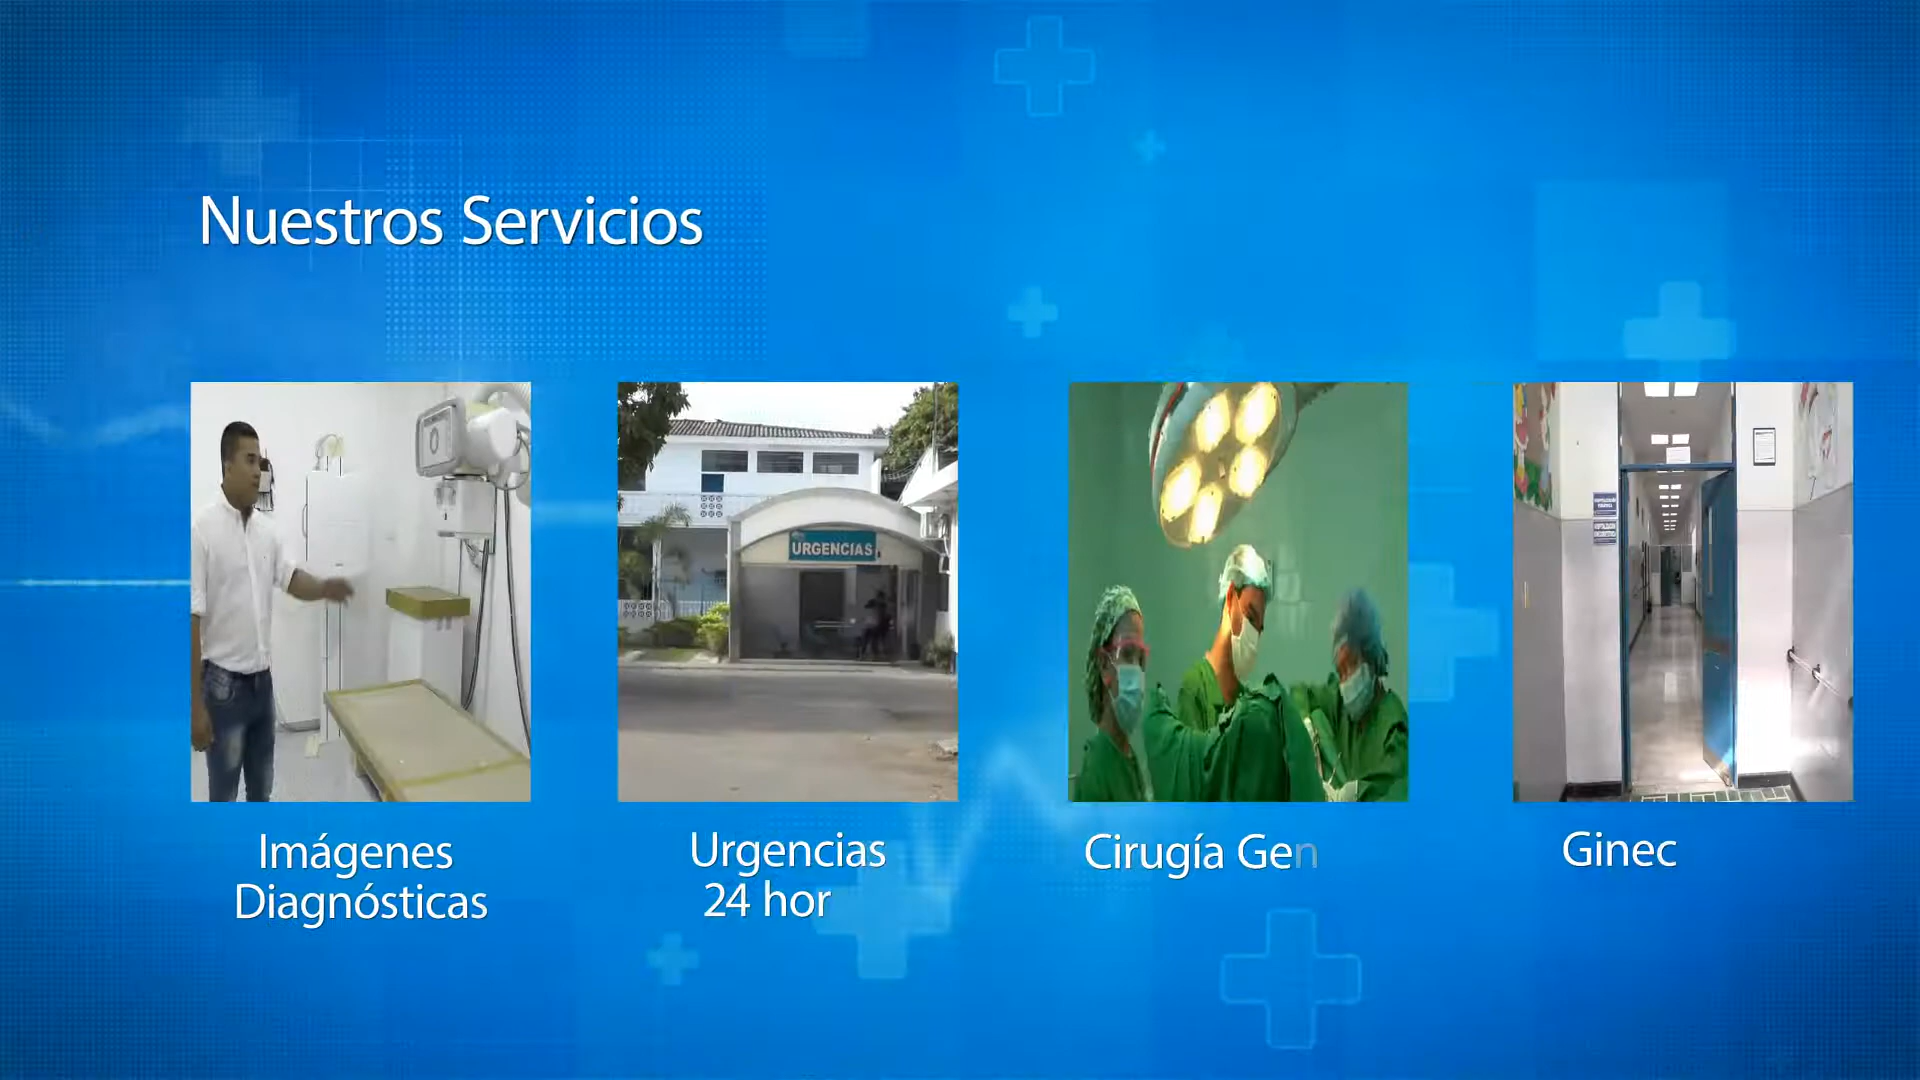 Nuestros Servicios
URGENCIAS
Imágenes
Diagnósticas
Urgencias
24 hor
Cirugía Gen
Ginec